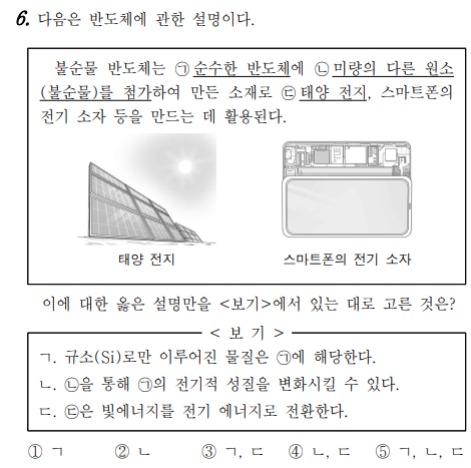 6. 다음은 반도체에 관한 설명이다.
불순물 반도체는 ㉠순수한 반도체에 ㉡미량의 다른 원소
(불순물)를 첨가하여 만든 소재로 ㉢태양 전지, 스마트폰의
전기 소자 등을 만드는 데 활용된다.
태양 전지 스마트폰의 전기 소자
이에 대한 옳은 설명만을 <보기>에서 있는 대로 고른 것은?
< 보 기 >
ㄱ. 규소(Si)로만 이루어진 물질은 ㉠에 해당한다.
ㄴ. ㉡을 통해 ㉠의 전기적 성질을 변화시킬 수 있다.
ㄷ. ㉢은 빛에너지를 전기 에너지로 전환한다.
① ㄱ ② ㄴ ③ ㄱ, ㄷ ④ ㄴ, ㄷ ⑤ ㄱ, ㄴ, ㄷ